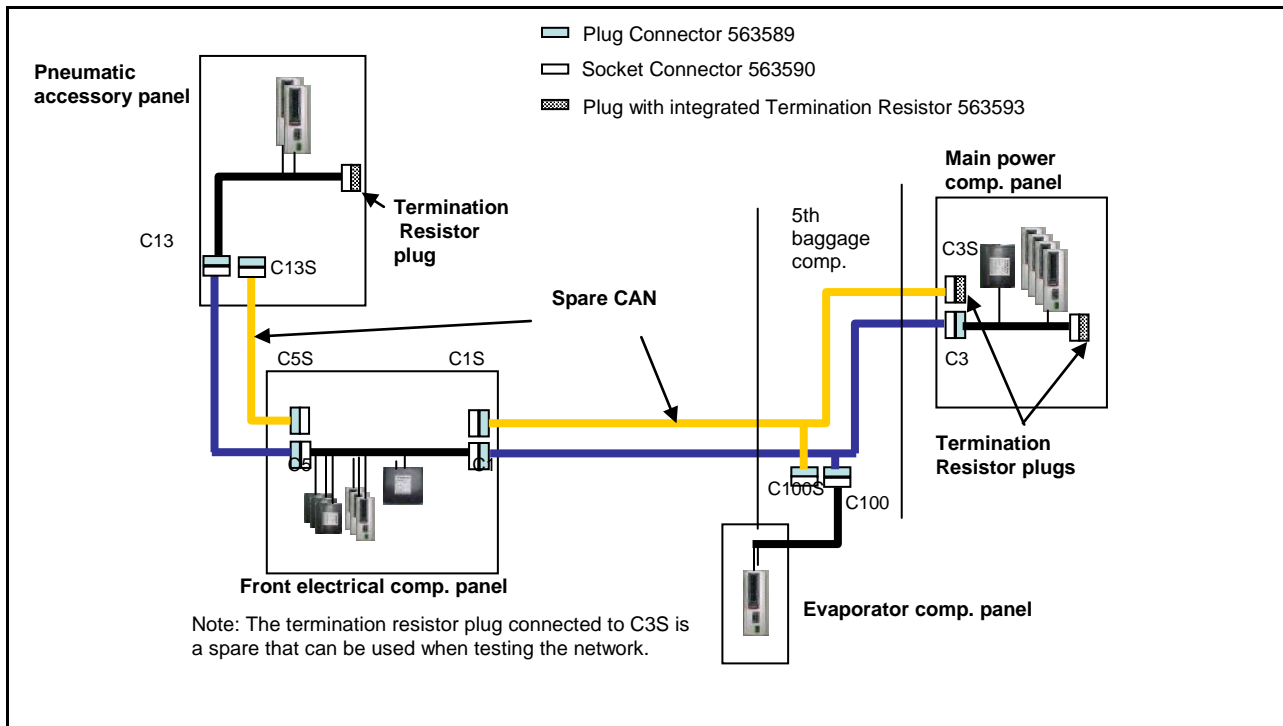 Plug Connector 563589
Socket Connector 563590
Plug with integrated Termination Resistor 563593
Pneumatic
accessory panel
Main power
comp. panel
Termination
Resistor
plug
5th
baggage
comp.
C13
C13S
C3S
Spare CAN
C5S
C1S
C3
C5
Termination
Resistor plugs
C100S
C100
Front electrical comp. panel
Evaporator comp. panel
Note: The termination resistor plug connected to C3S is
a spare that can be used when testing the network.